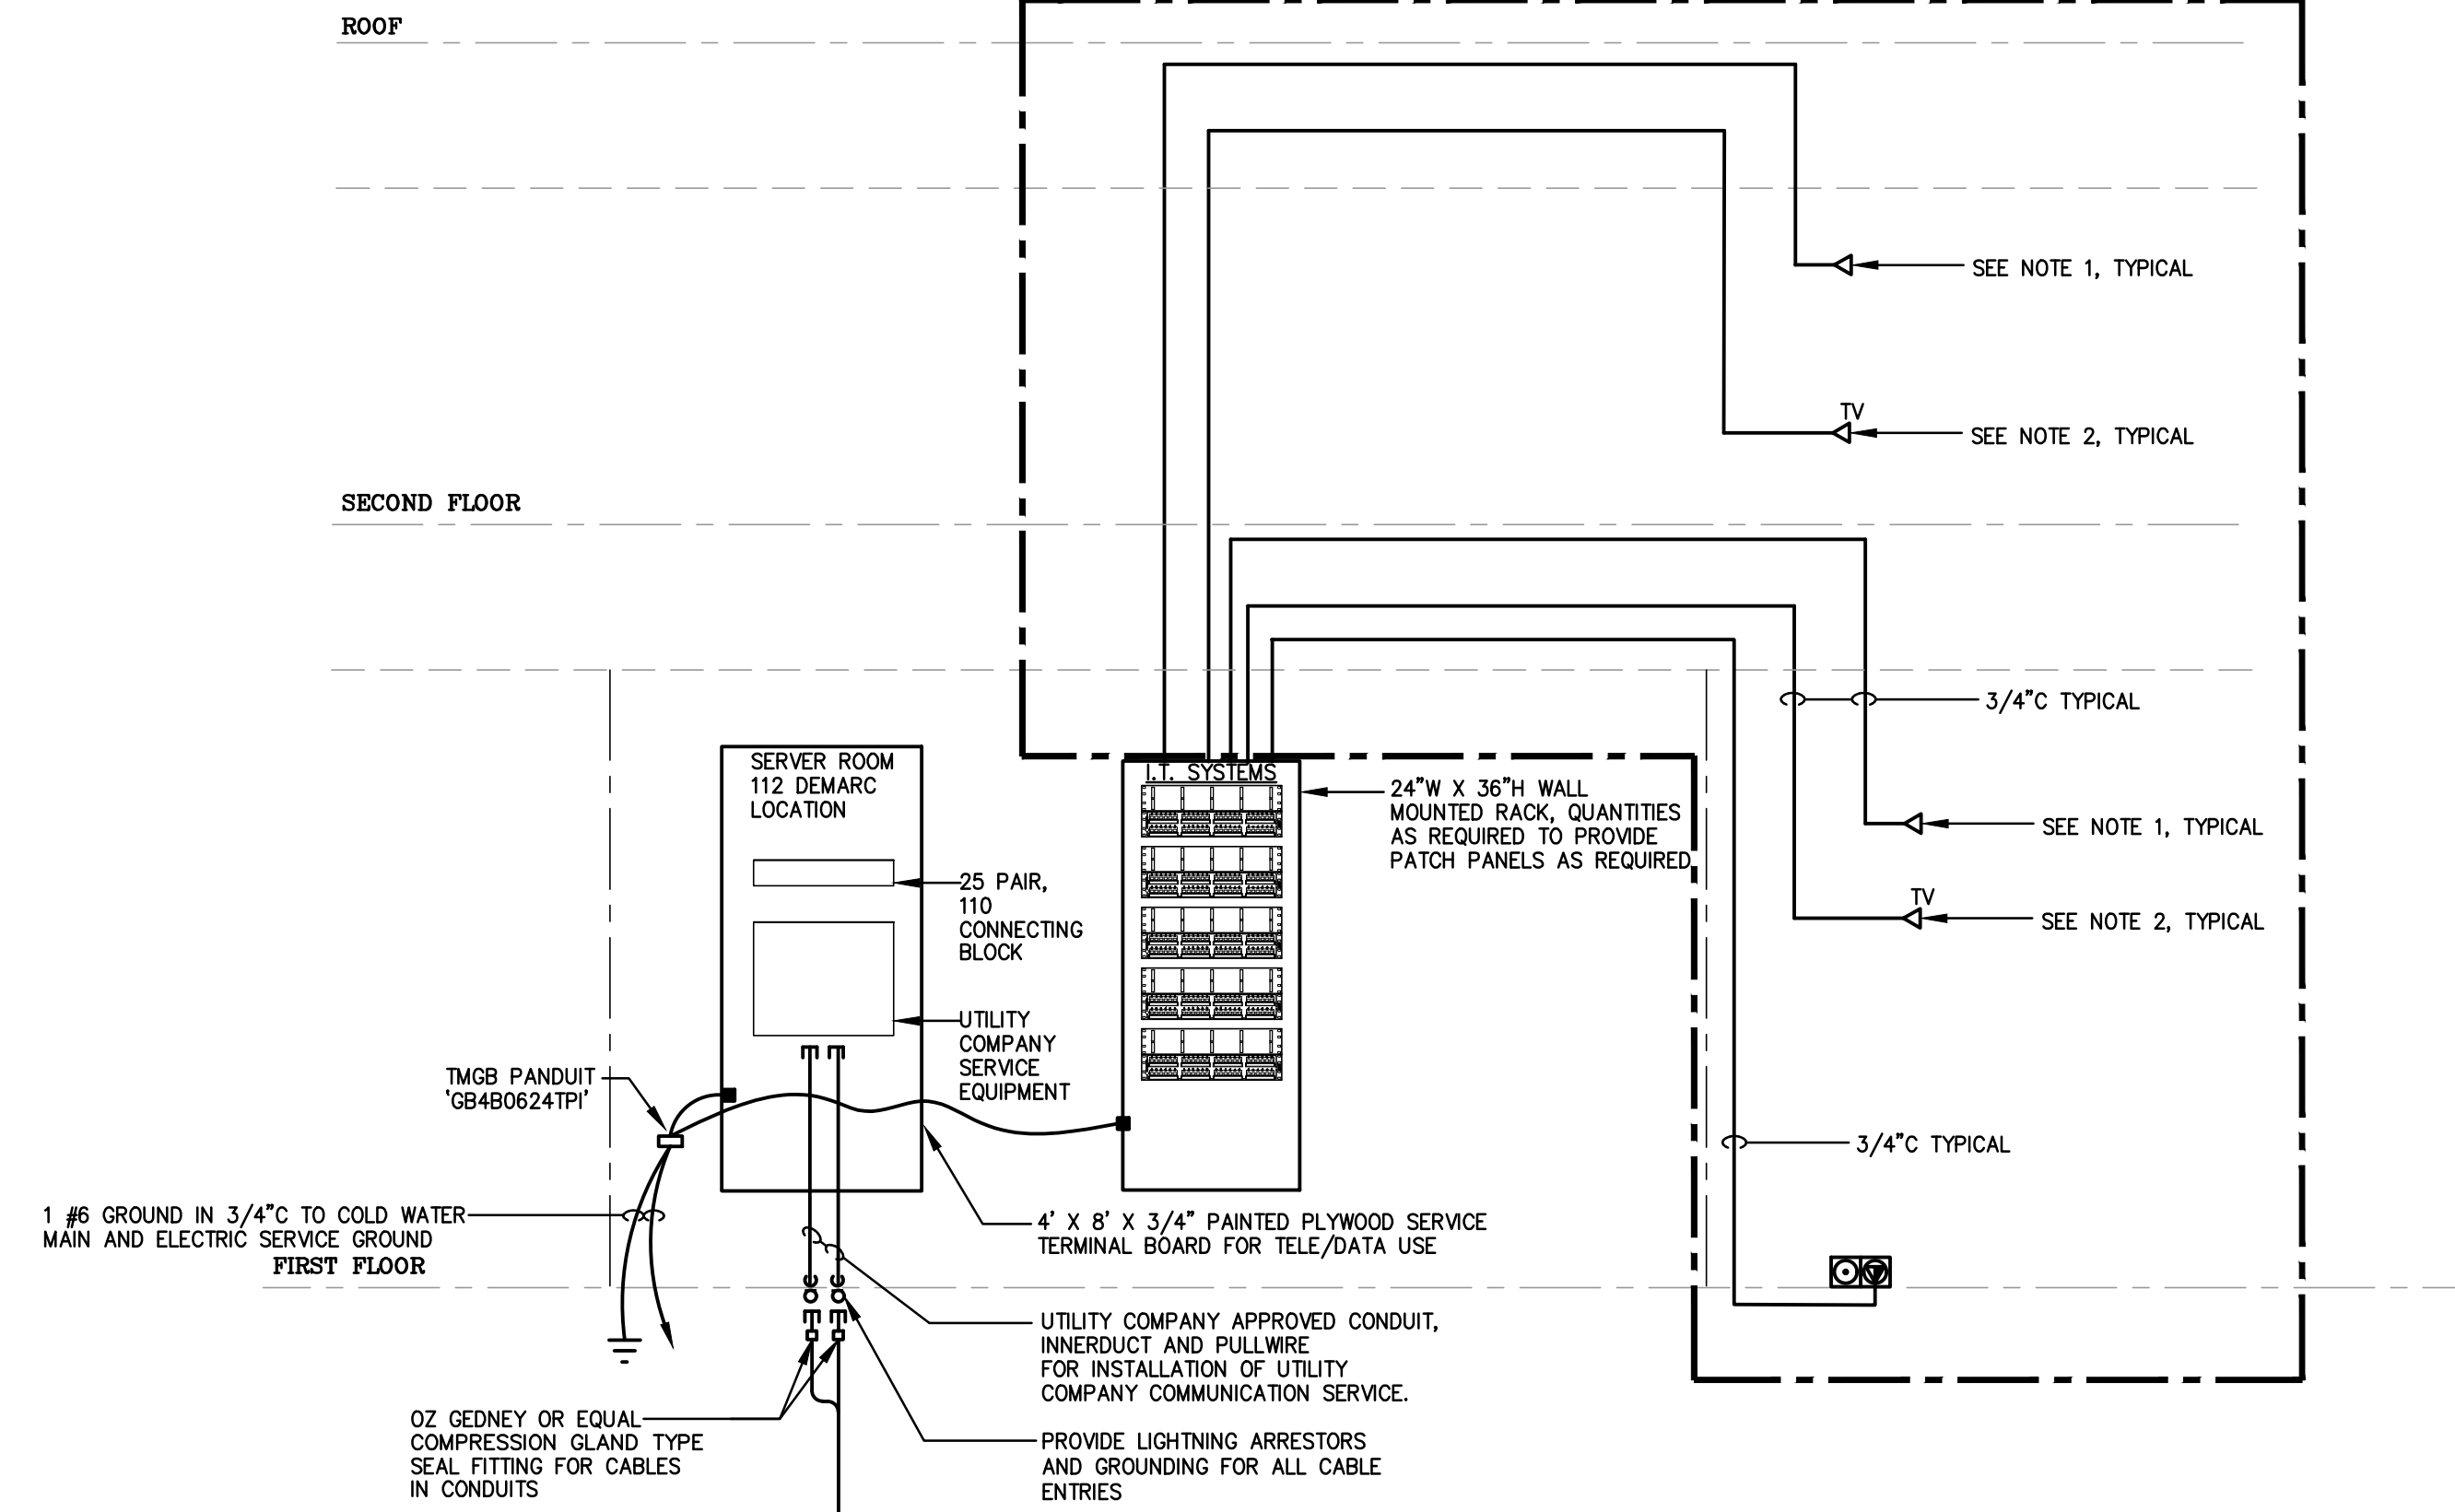 ROOF
SEE NOTE 1, TYPICAL
TV
SEE NOTE 2, TYPICAL
SECOND FLOOR
3/4"C TYPICAL
SERVER ROOM
112 DEMARC
LOCATION
I.T. SYSTEMS
24"W X 36"H WALL
MOUNTED RACK, QUANTITIES
AS REQUIRED TO PROVIDE
PATCH PANELS AS REQUIRED
SEE NOTE 1, TYPICAL
TV
SEE NOTE 2, TYPICAL
25 PAIR,
110
CONNECTING
BLOCK
UTILITY
COMPANY
SERVICE
EQUIPMENT
TMGB PANDUIT
'GB4B0624TPI'
3/4"C TYPICAL
1 #6 GROUND IN 3/4"C TO COLD WATER
MAIN AND ELECTRIC SERVICE GROUND
FIRST FLOOR
4' X 8' X 3/4" PAINTED PLYWOOD SERVICE
TERMINAL BOARD FOR TELE/DATA USE
UTILITY COMPANY APPROVED CONDUIT,
INNERDUCT AND PULLWIRE
FOR INSTALLATION OF UTILITY
COMPANY COMMUNICATION SERVICE.
OZ GEDNEY OR EQUAL
COMPRESSION GLAND TYPE
SEAL FITTING FOR CABLES
IN CONDUITS
PROVIDE LIGHTNING ARRESTORS
AND GROUNDING FOR ALL CABLE
ENTRIES